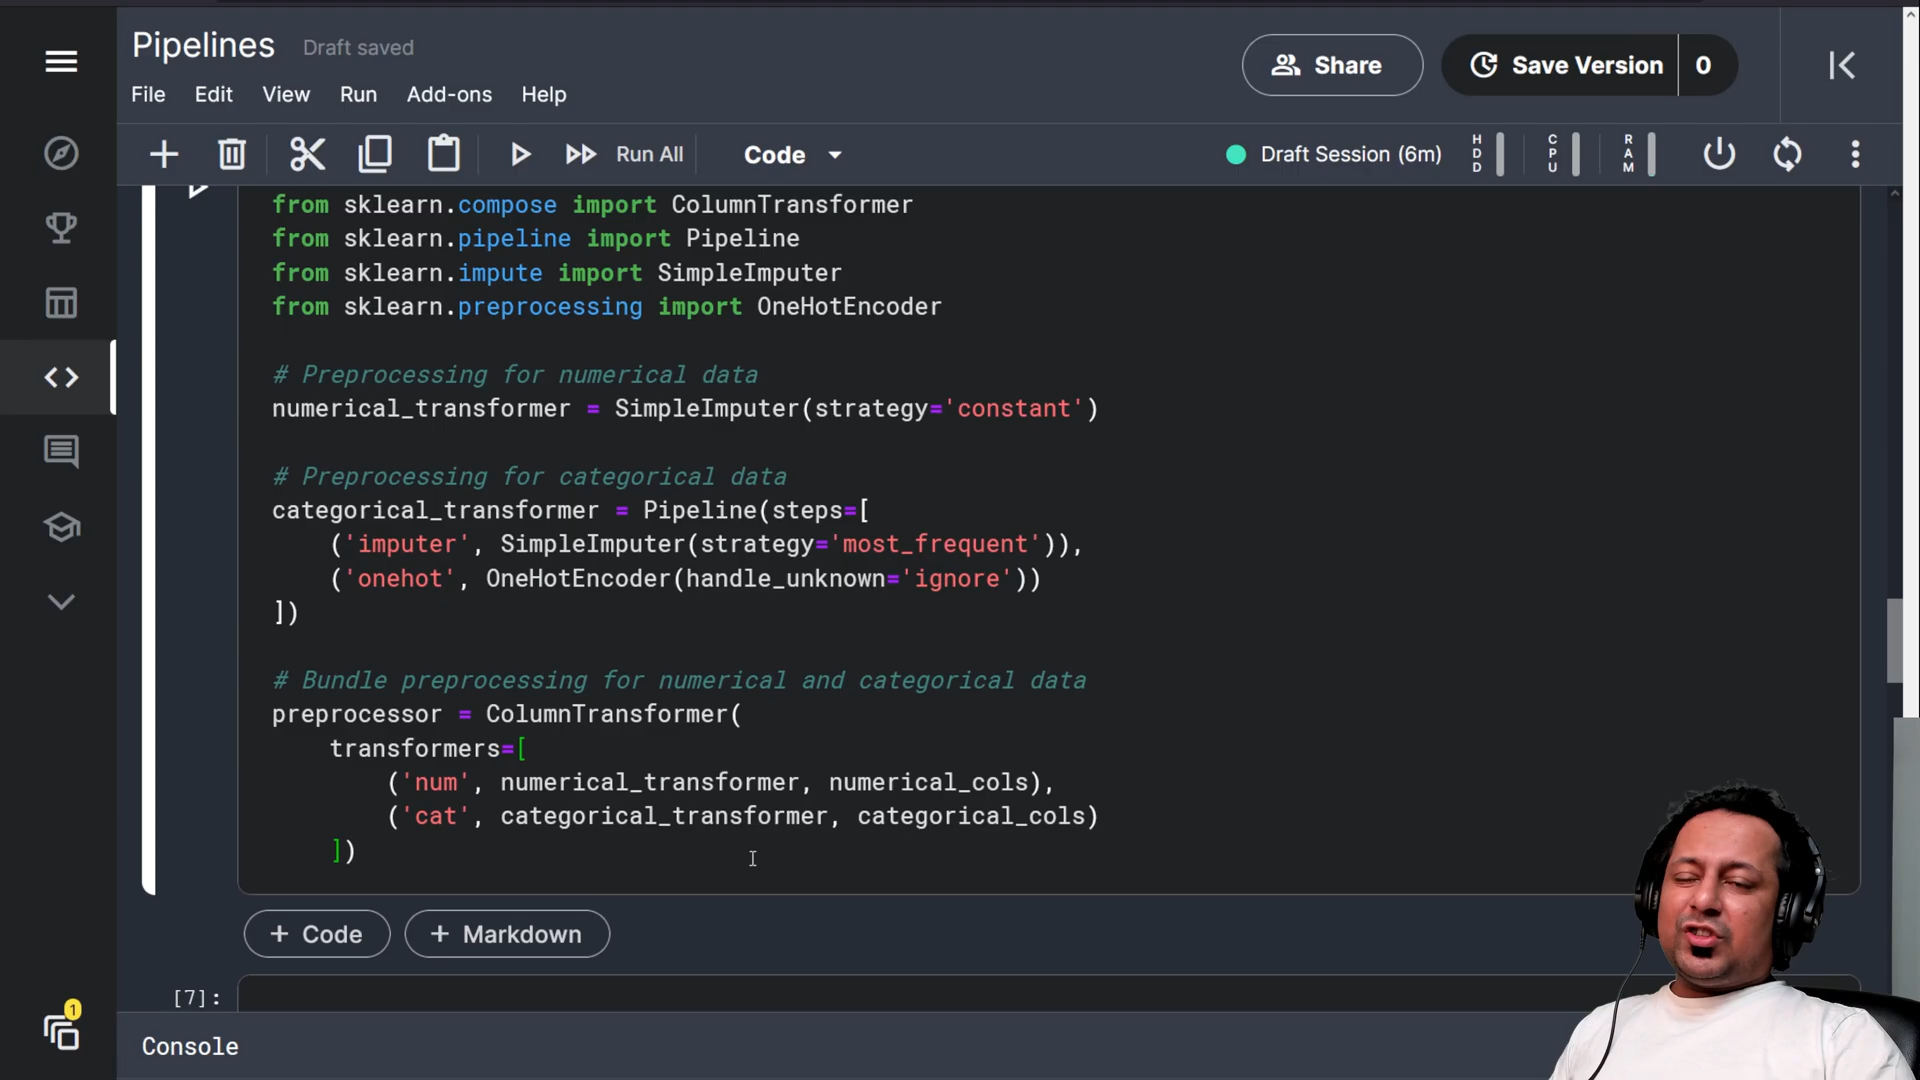 Pipelines Draft saved
Share
Save Version 0
File Edit View Run Add-ons Help
Run All
Code
Draft Session (6m)
HDD
CPU
RAM
from sklearn.compose import ColumnTransformer
from sklearn.pipeline import Pipeline
from sklearn.impute import SimpleImputer
from sklearn.preprocessing import OneHotEncoder
# Preprocessing for numerical data
numerical_transformer = SimpleImputer(strategy='constant')
# Preprocessing for categorical data
categorical_transformer = Pipeline(steps=[
('imputer', SimpleImputer(strategy='most_frequent')),
('onehot', OneHotEncoder(handle_unknown='ignore'))
])
# Bundle preprocessing for numerical and categorical data
preprocessor = ColumnTransformer(
transformers=[
('num', numerical_transformer, numerical_cols),
('cat', categorical_transformer, categorical_cols)
])
+ Code + Markdown
[7]:
1
Console